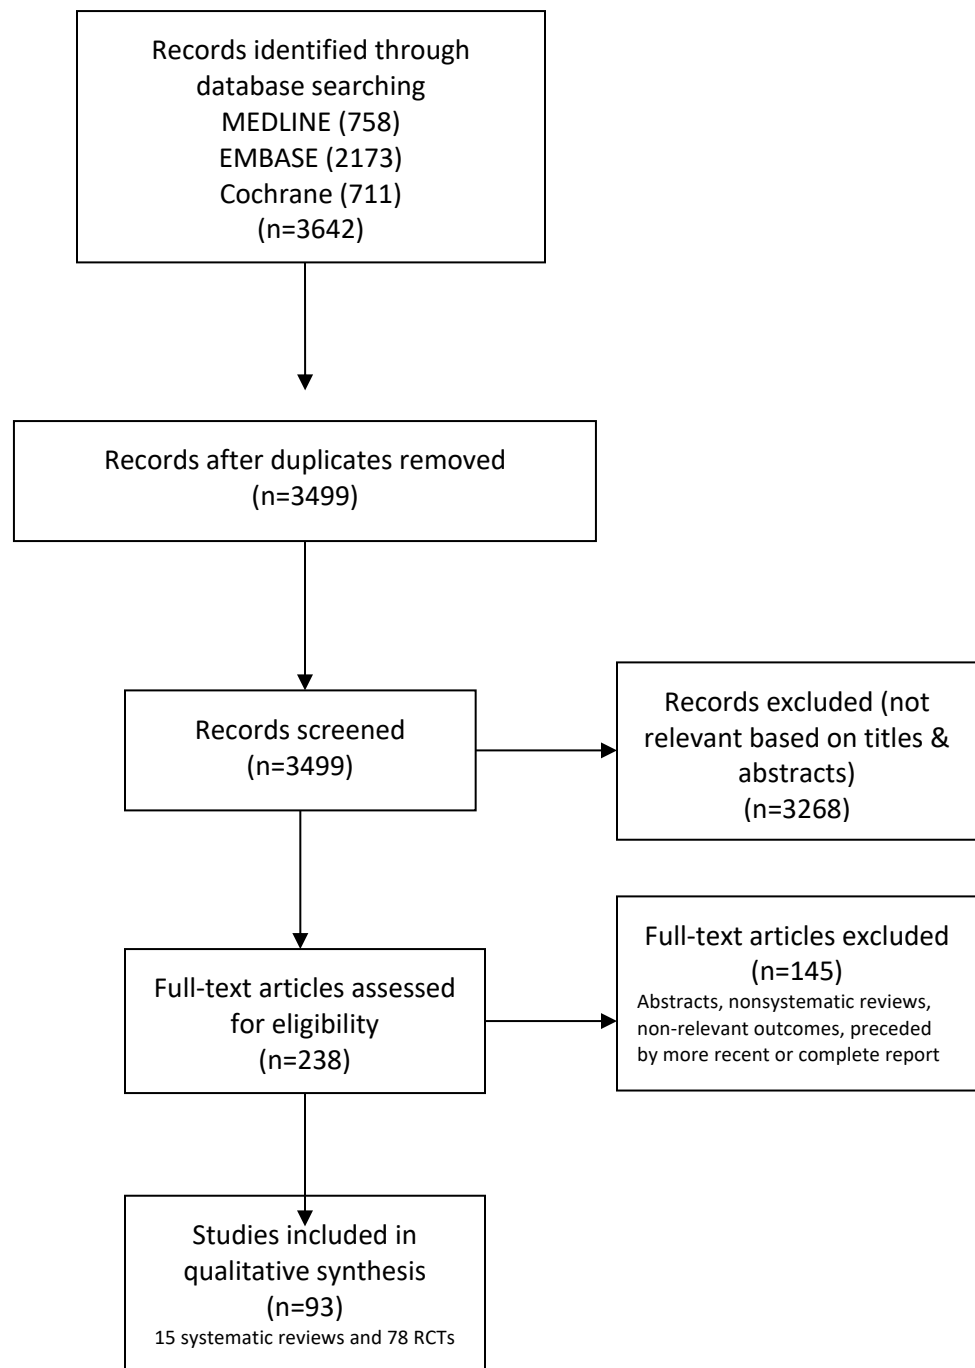 Records identified through
database searching
MEDLINE (758)
EMBASE (2173)
Cochrane (711)
(n=3642)
Records after duplicates removed
(n=3499)
Records screened
(n=3499)
Records excluded (not
relevant based on titles &
abstracts)
(n=3268)
Full-text articles assessed
for eligibility
(n=238)
Full-text articles excluded
(n=145)
Abstracts, nonsystematic reviews,
non-relevant outcomes, preceded
by more recent or complete report
Studies included in
qualitative synthesis
(n=93)
15 systematic reviews and 78 RCTs